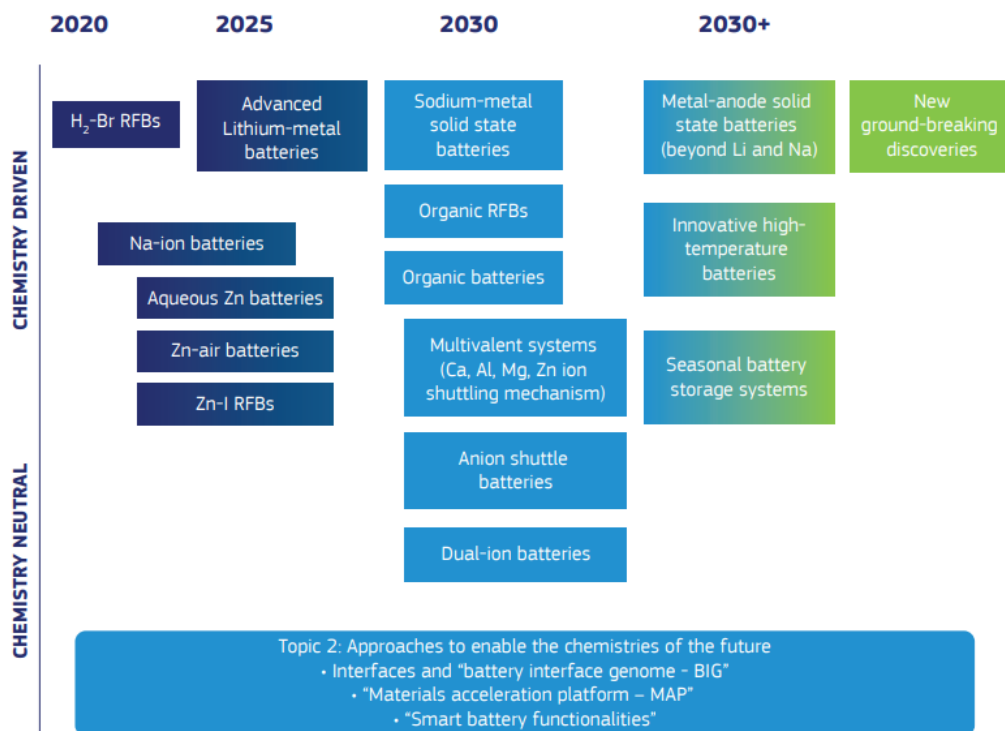 2020
2025
2030
2030+
CHEMISTRY DRIVEN
H₂-Br RFBs
Advanced
Lithium-metal
batteries
Sodium-metal
solid state
batteries
Metal-anode solid
state batteries
(beyond Li and Na)
New
ground-breaking
discoveries
Organic RFBs
Na-ion batteries
Innovative high-
temperature
batteries
Organic batteries
Aqueous Zn batteries
Zn-air batteries
Multivalent systems
(Ca, Al, Mg, Zn ion
shuttling mechanism)
Seasonal battery
storage systems
Zn-I RFBs
CHEMISTRY NEUTRAL
Anion shuttle
batteries
Dual-ion batteries
Topic 2: Approaches to enable the chemistries of the future
• Interfaces and “battery interface genome - BIG”
• “Materials acceleration platform – MAP”
• “Smart battery functionalities”